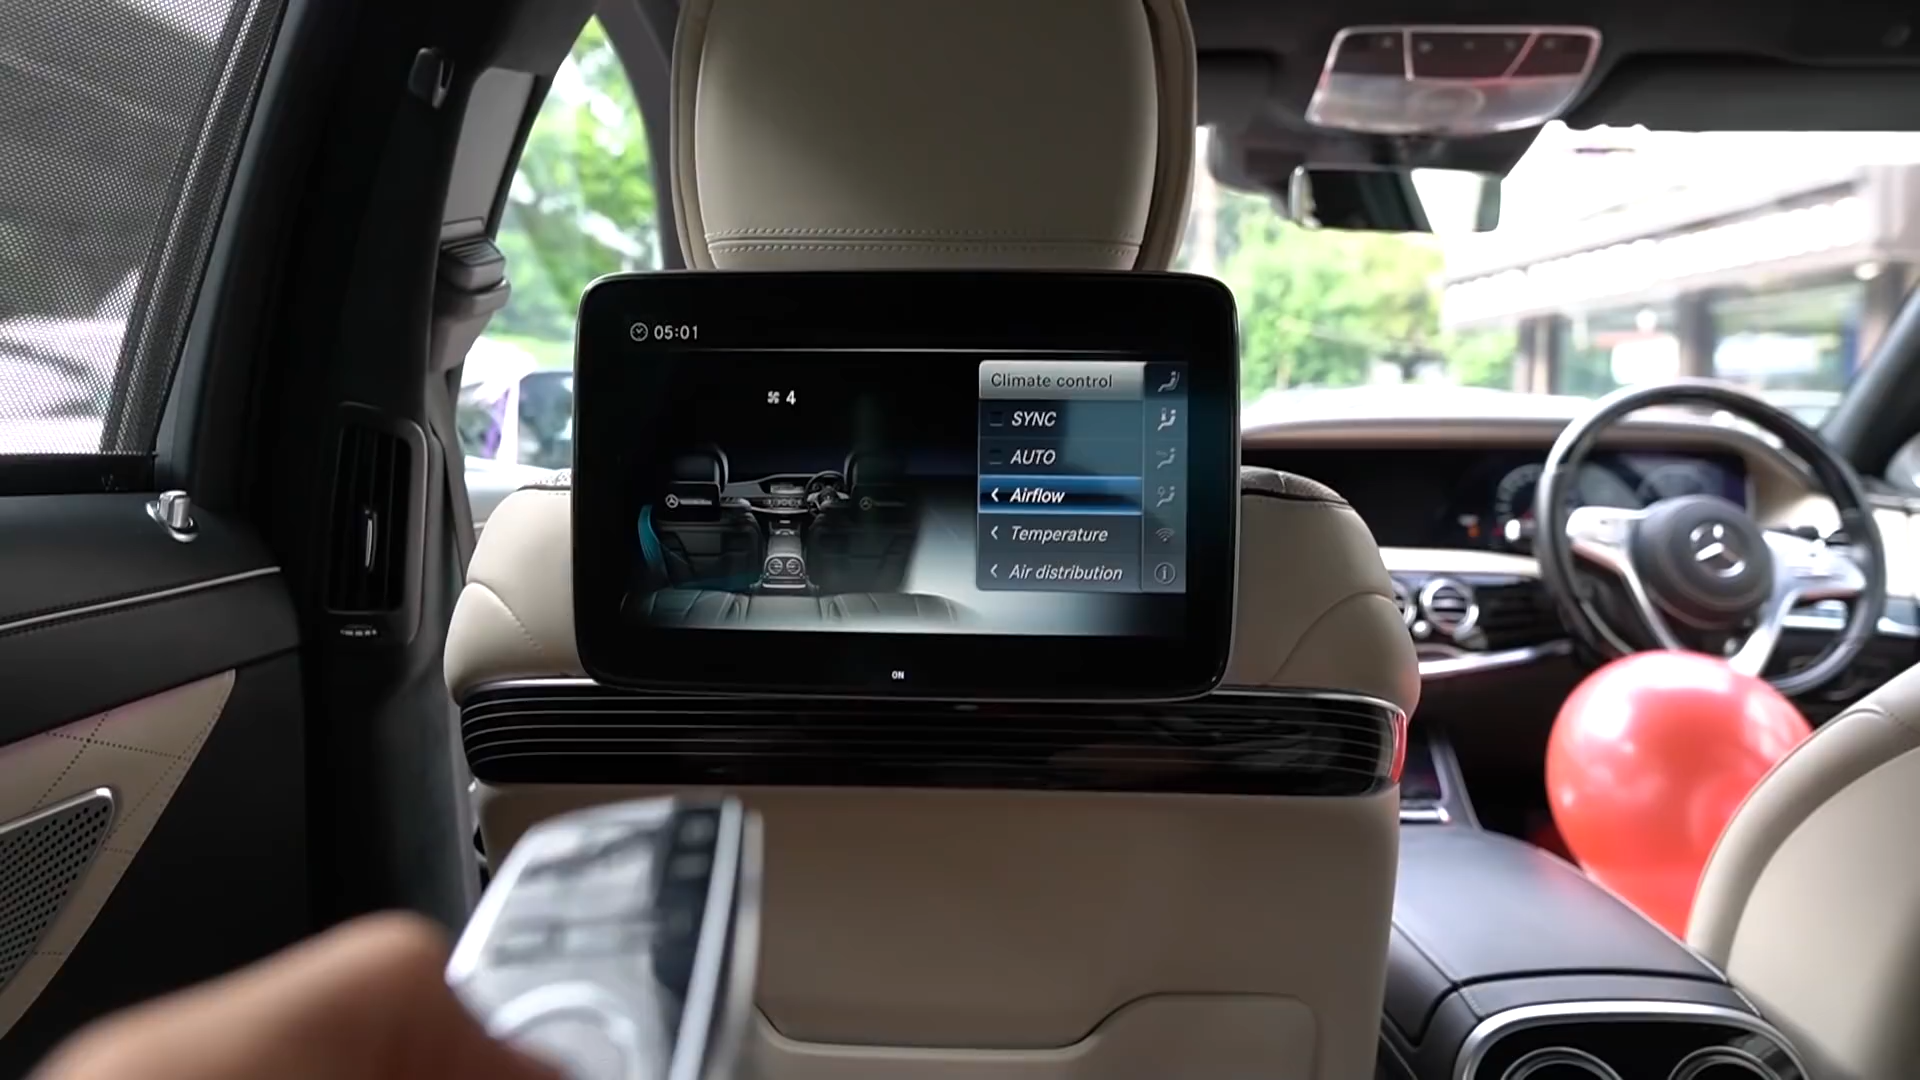 05:01
4
Climate control
SYNC
AUTO
Airflow
Temperature
Air distribution
ON